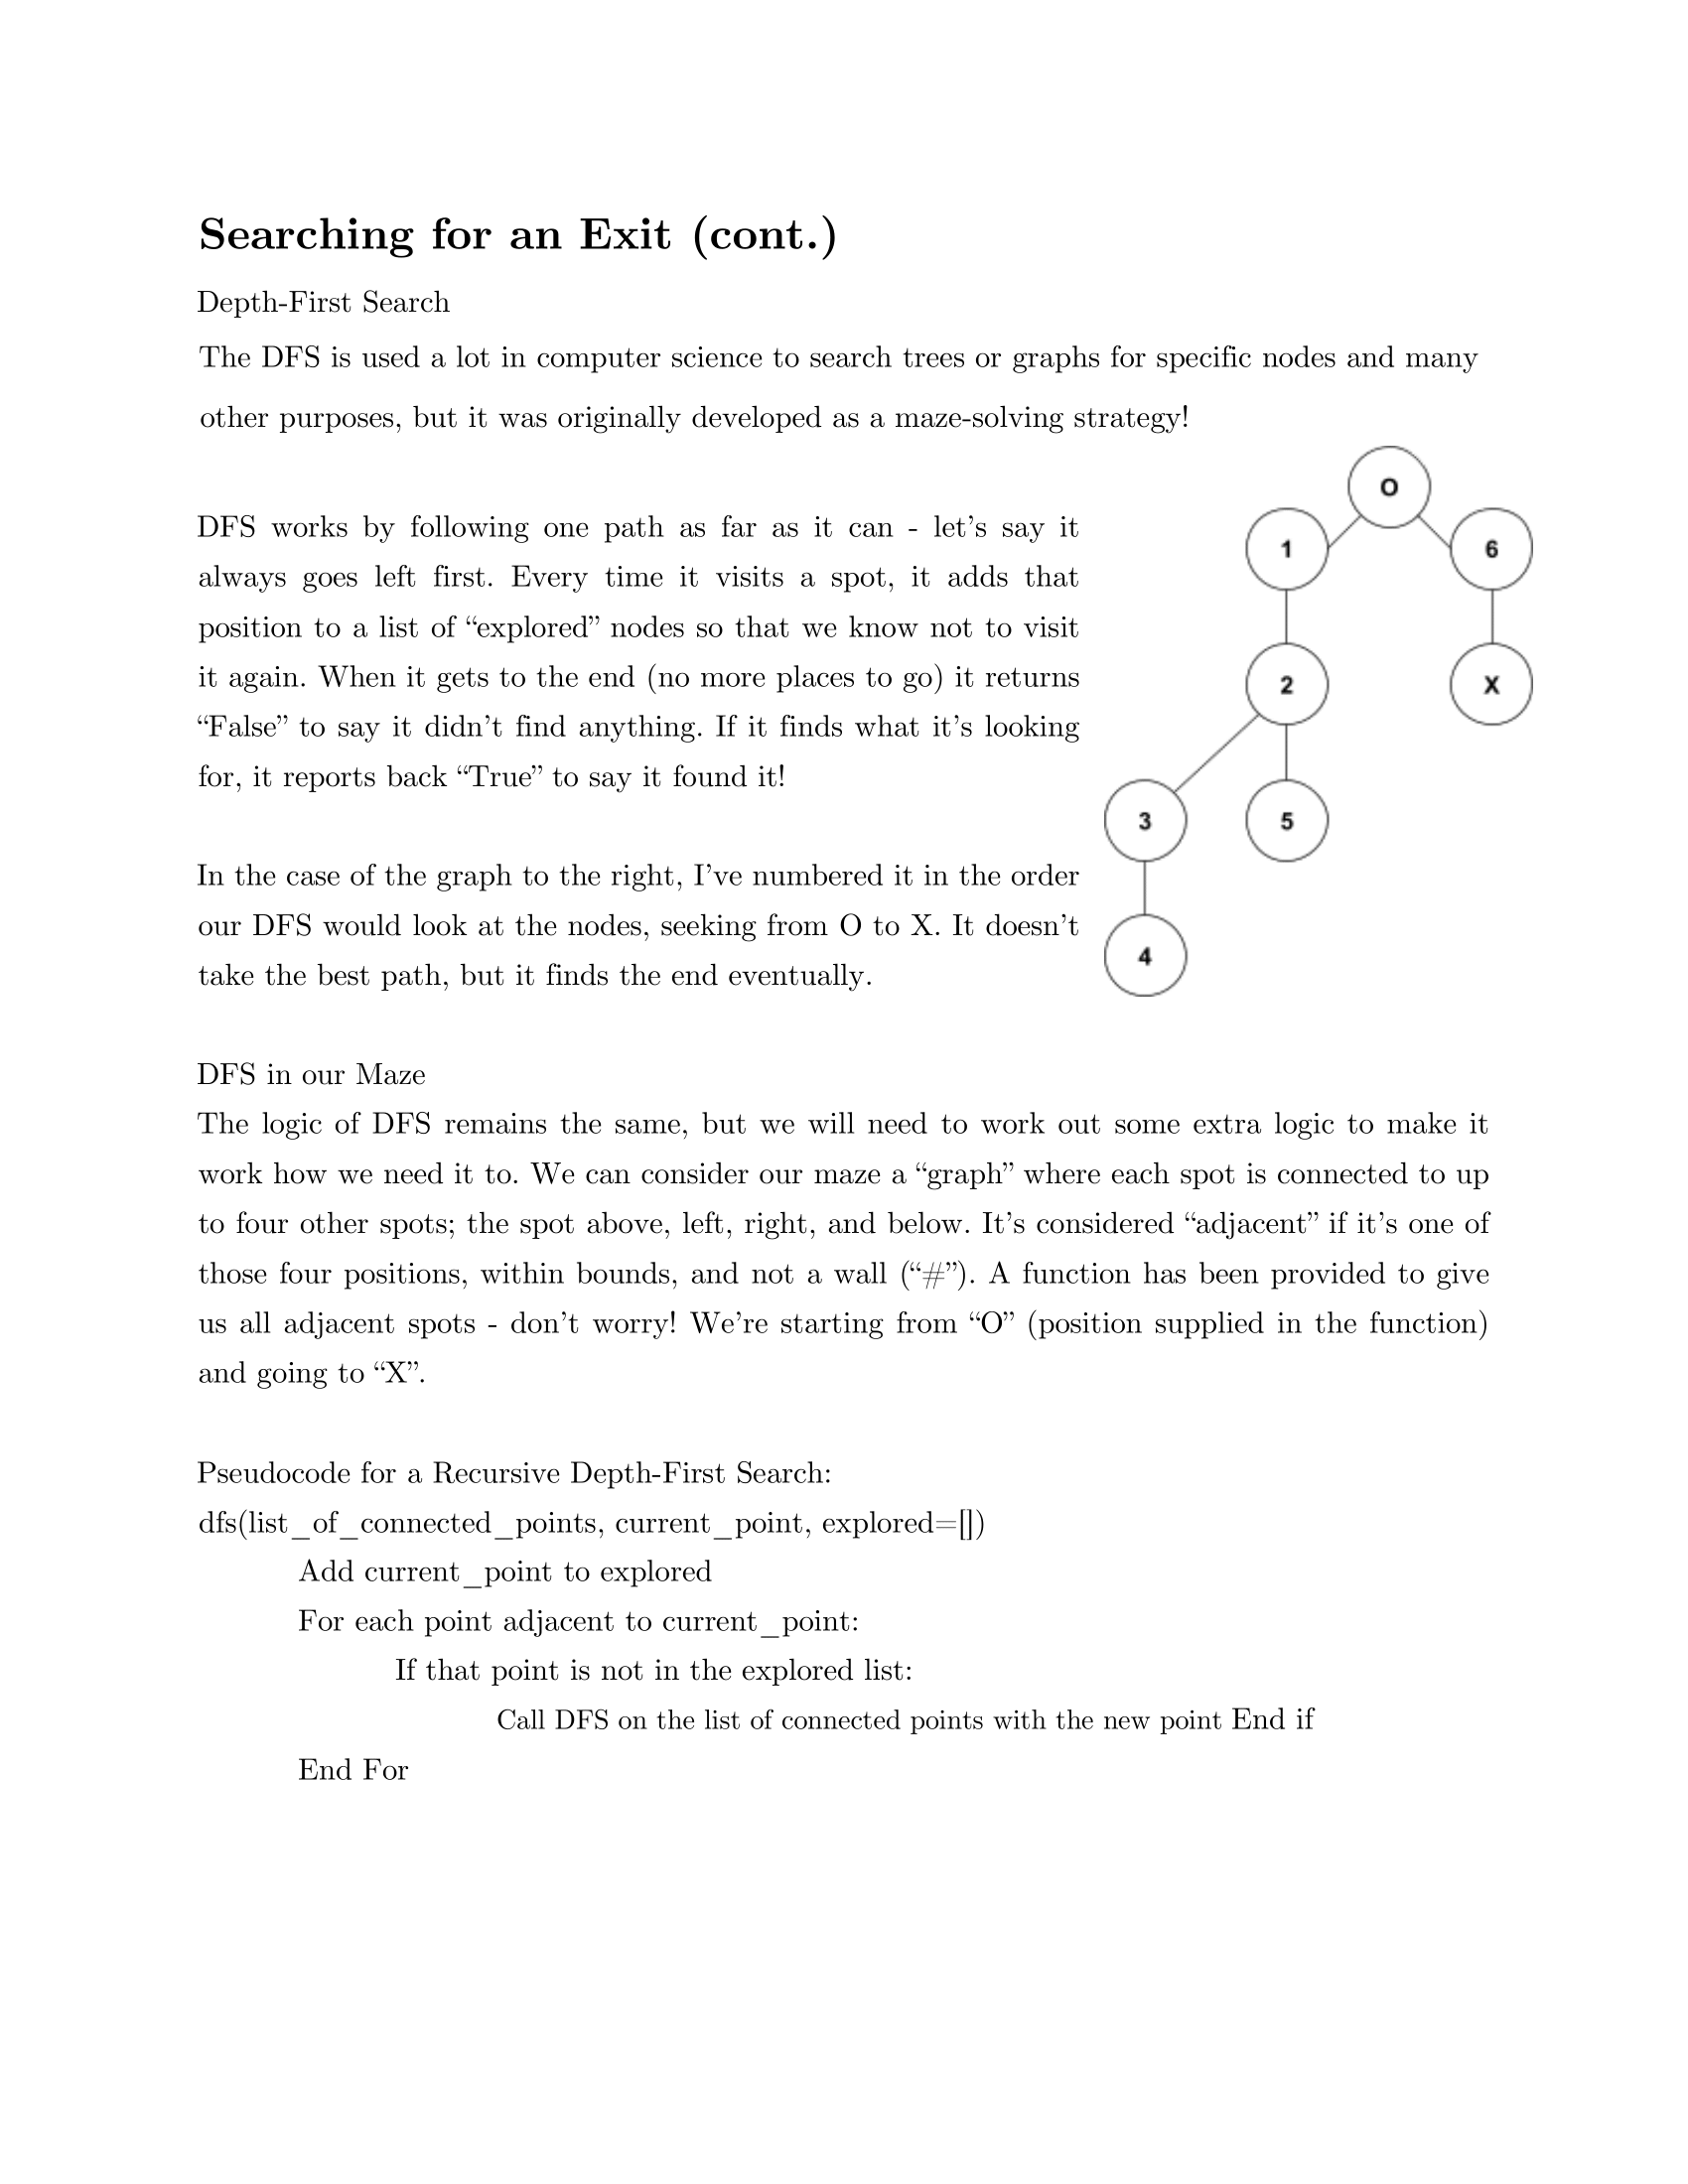 Searching for an Exit (cont.)
Depth-First Search
The DFS is used a lot in computer science to search trees or graphs for specific nodes and many
other purposes, but it was originally developed as a maze-solving strategy!
DFS works by following one path as far as it can - let's say it
always goes left first. Every time it visits a spot, it adds that
position to a list of “explored” nodes so that we know not to visit
it again. When it gets to the end (no more places to go) it returns
“False” to say it didn't find anything. If it finds what it's looking
for, it reports back “True” to say it found it!
In the case of the graph to the right, I've numbered it in the order
our DFS would look at the nodes, seeking from O to X. It doesn't
take the best path, but it finds the end eventually.
O
1
6
2
X
3
5
4
DFS in our Maze
The logic of DFS remains the same, but we will need to work out some extra logic to make it
work how we need it to. We can consider our maze a “graph” where each spot is connected to up
to four other spots; the spot above, left, right, and below. It's considered “adjacent” if it's one of
those four positions, within bounds, and not a wall (“#”). A function has been provided to give
us all adjacent spots - don't worry! We're starting from “O” (position supplied in the function)
and going to “X”.
Pseudocode for a Recursive Depth-First Search:
dfs(list_of_connected_points, current_point, explored=[])
Add current_point to explored
For each point adjacent to current_point:
If that point is not in the explored list:
Call DFS on the list of connected points with the new point End if
End For